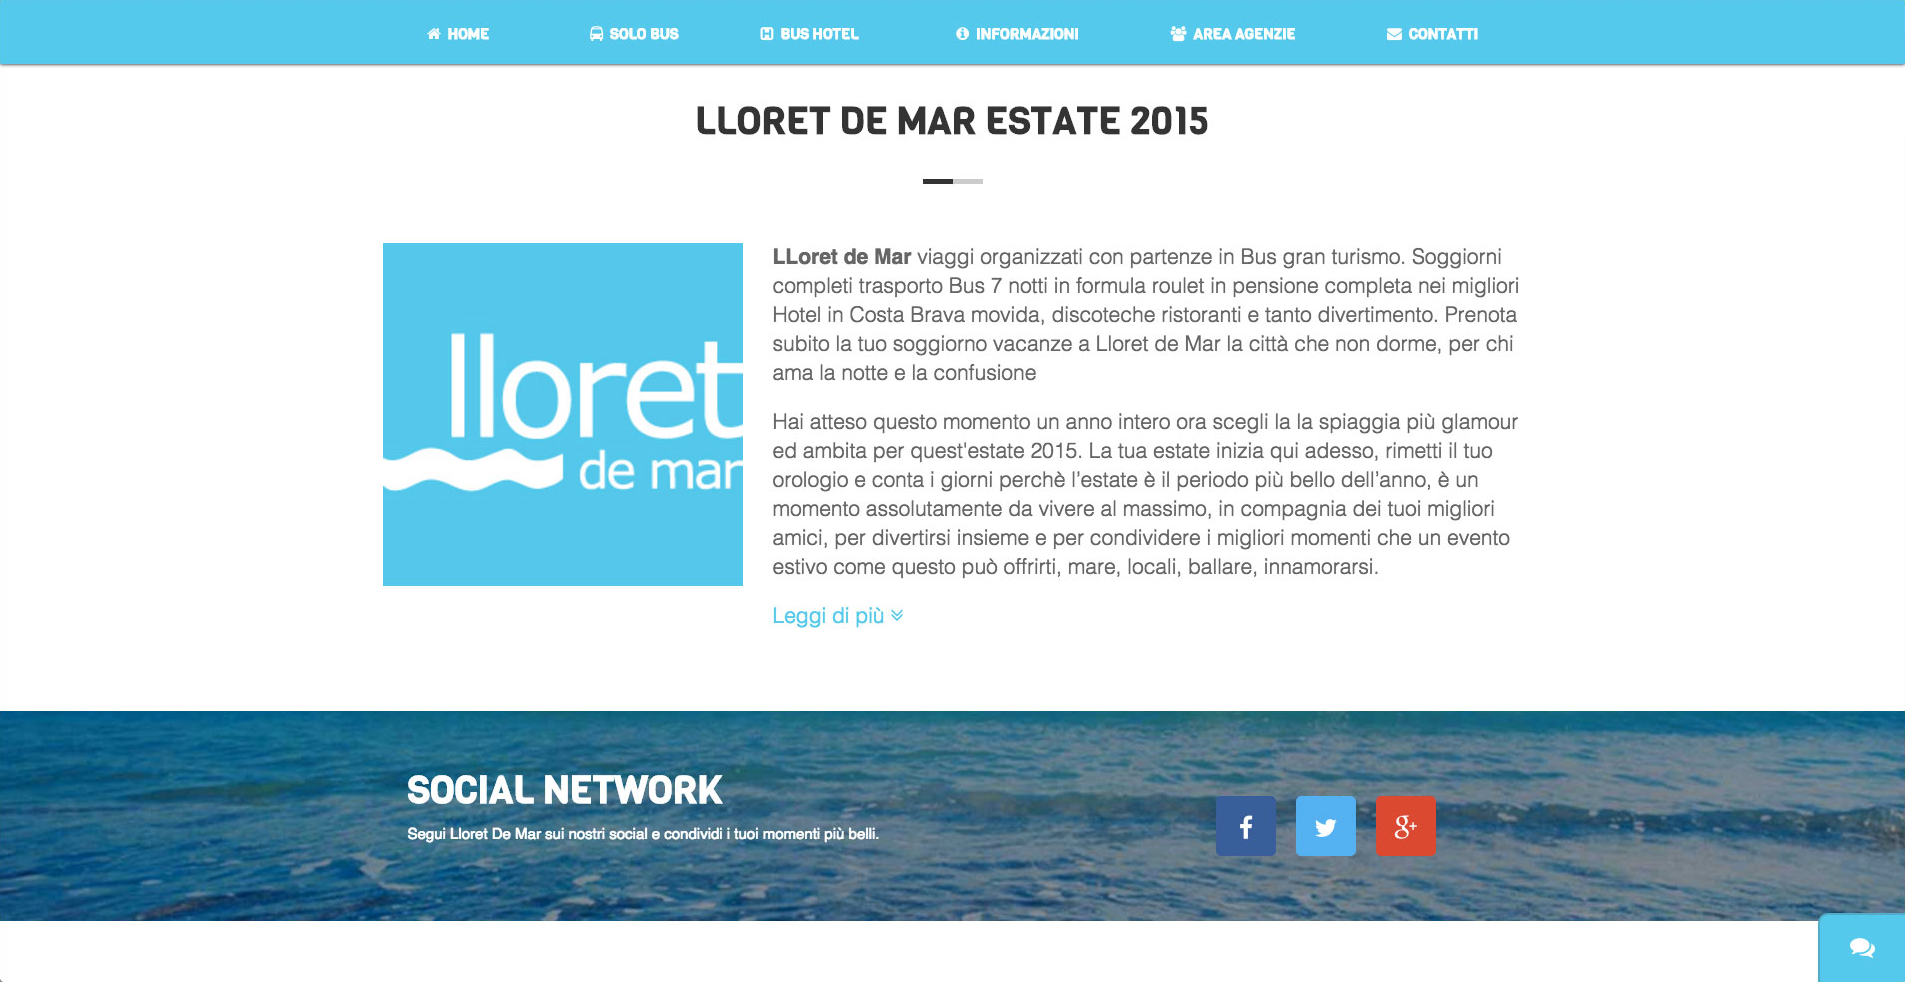 HOME SOLO BUS BUS HOTEL INFORMAZIONI AREA AGENZIE CONTATTI
LLORET DE MAR ESTATE 2015
lloret
de mar
LLoret de Mar viaggi organizzati con partenze in Bus gran turismo. Soggiorni
completi trasporto Bus 7 notti in formula roulet in pensione completa nei migliori
Hotel in Costa Brava movida, discoteche ristoranti e tanto divertimento. Prenota
subito la tuo soggiorno vacanze a Lloret de Mar la città che non dorme, per chi
ama la notte e la confusione
Hai atteso questo momento un anno intero ora scegli la la spiaggia più glamour
ed ambita per quest'estate 2015. La tua estate inizia qui adesso, rimetti il tuo
orologio e conta i giorni perchè l’estate è il periodo più bello dell’anno, è un
momento assolutamente da vivere al massimo, in compagnia dei tuoi migliori
amici, per divertirsi insieme e per condividere i migliori momenti che un evento
estivo come questo può offrirti, mare, locali, ballare, innamorarsi.
Leggi di più
SOCIAL NETWORK
Segui Lloret De Mar sui nostri social e condividi i tuoi momenti più belli.